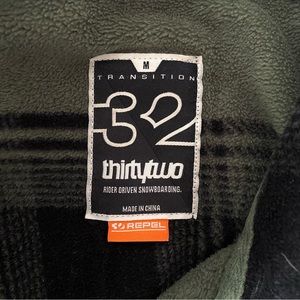 M
TRANSITION
32
thirtytwo
RIDER DRIVEN SNOWBOARDING.
MADE IN CHINA
REPEL